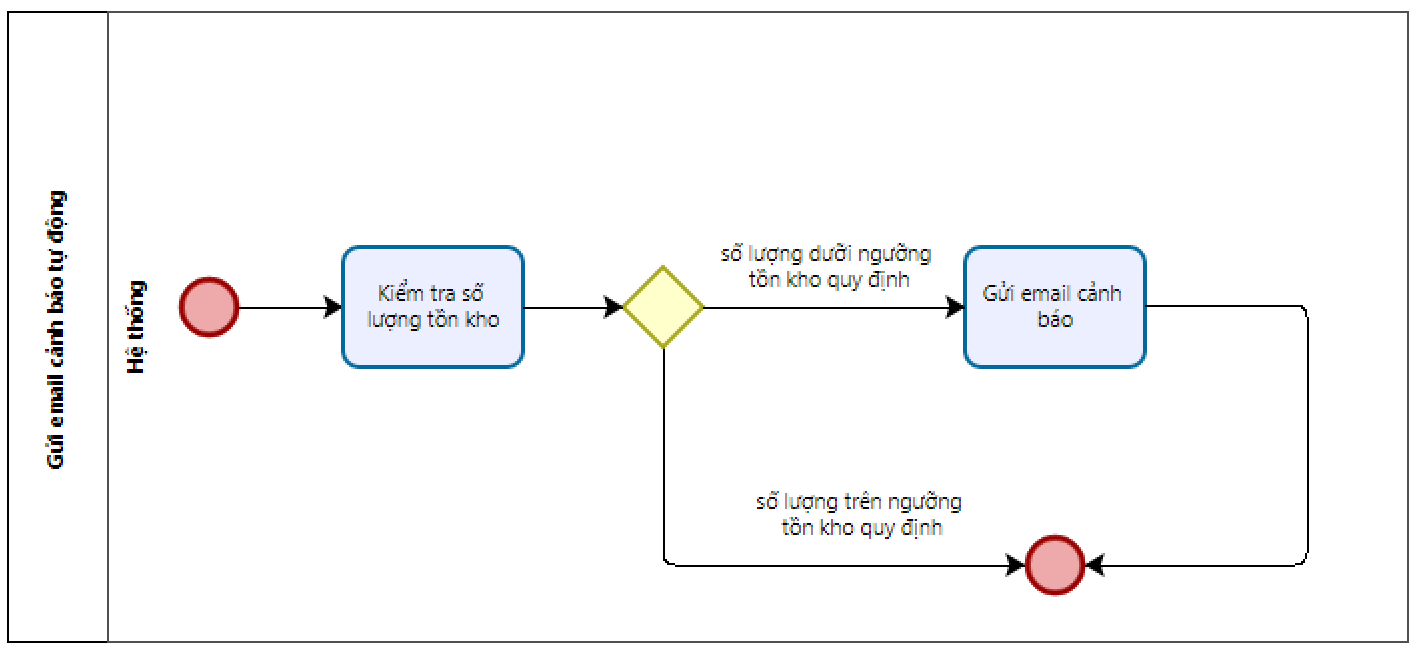 Gửi email cảnh báo tự động
Hệ thống
Kiểm tra số
lượng tồn kho
số lượng dưỡi ngưỡng
tồn kho quy định
Gửi email cảnh
báo
số lượng trên ngưỡng
tồn kho quy định